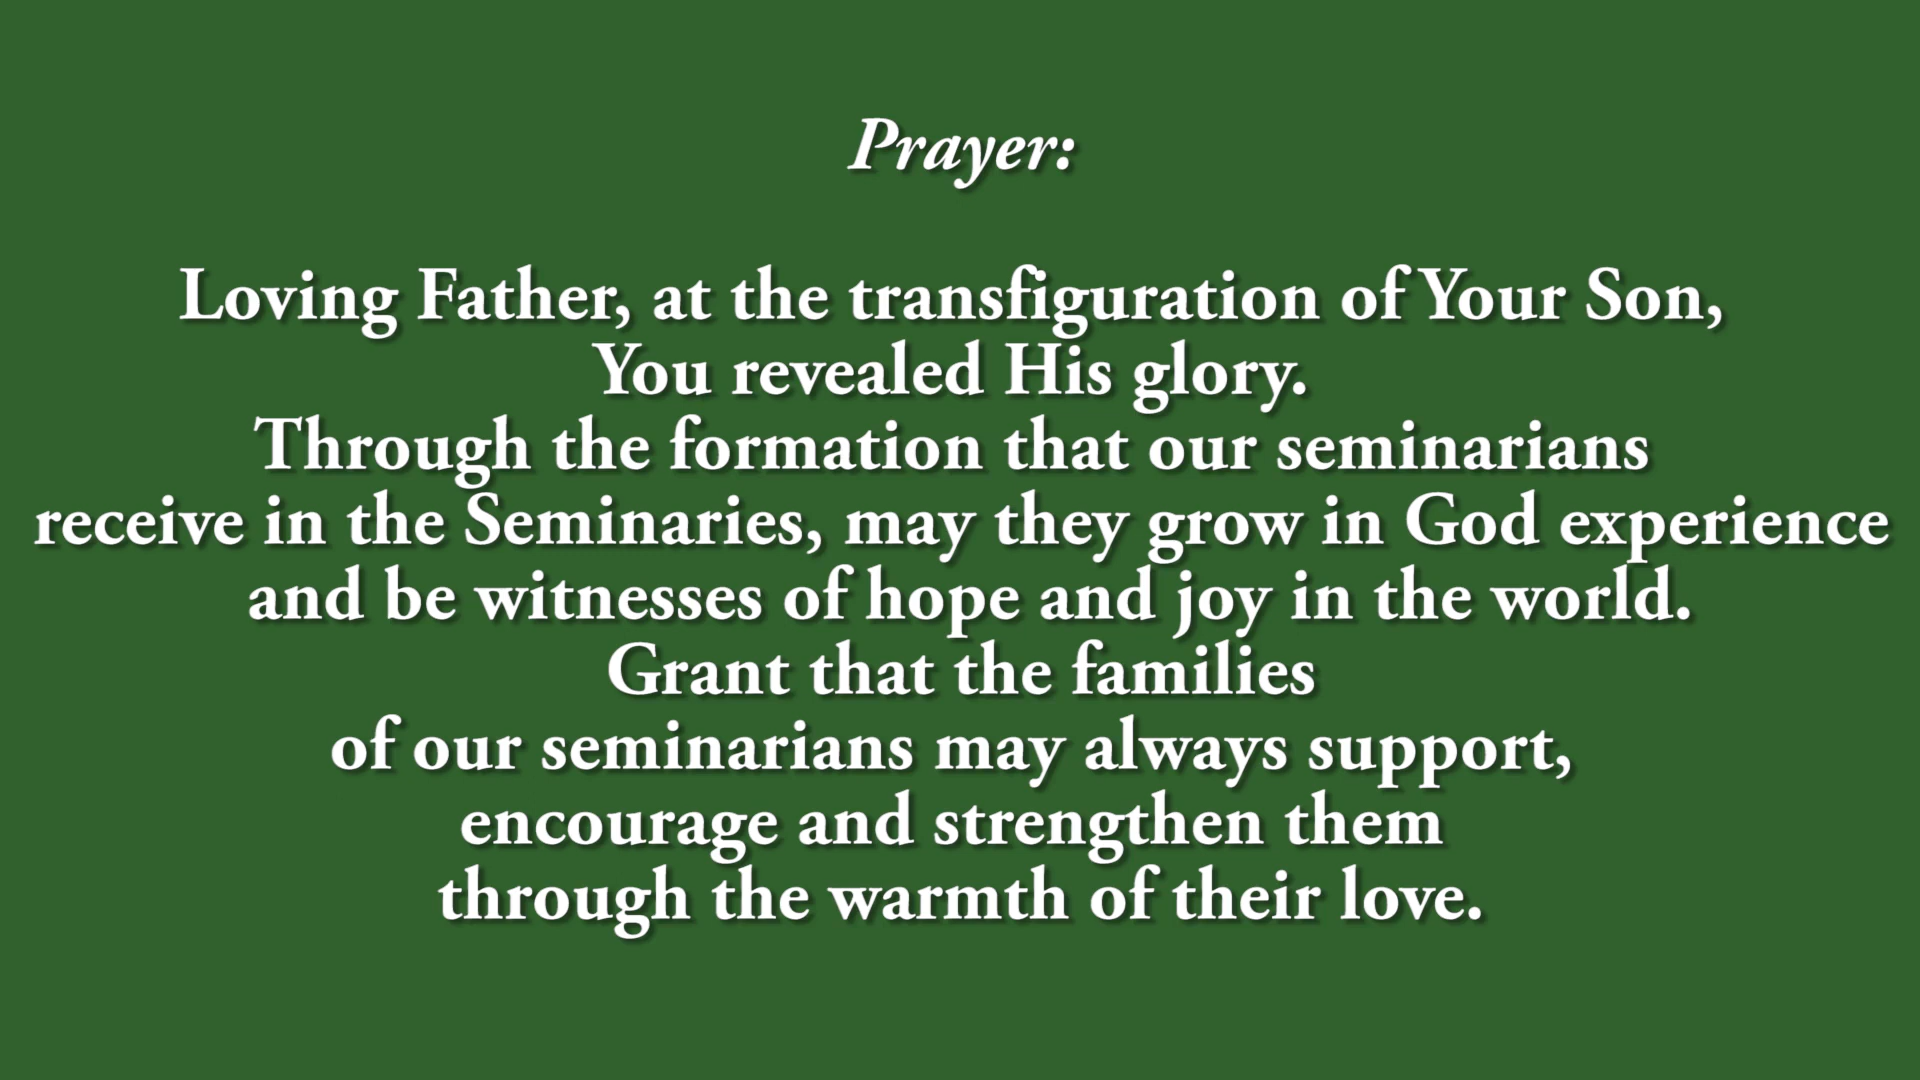 Prayer:
Loving Father, at the transfiguration of Your Son,
You revealed His glory.
Through the formation that our seminarians
receive in the Seminaries, may they grow in God experience
and be witnesses of hope and joy in the world.
Grant that the families
of our seminarians may always support,
encourage and strengthen them
through the warmth of their love.